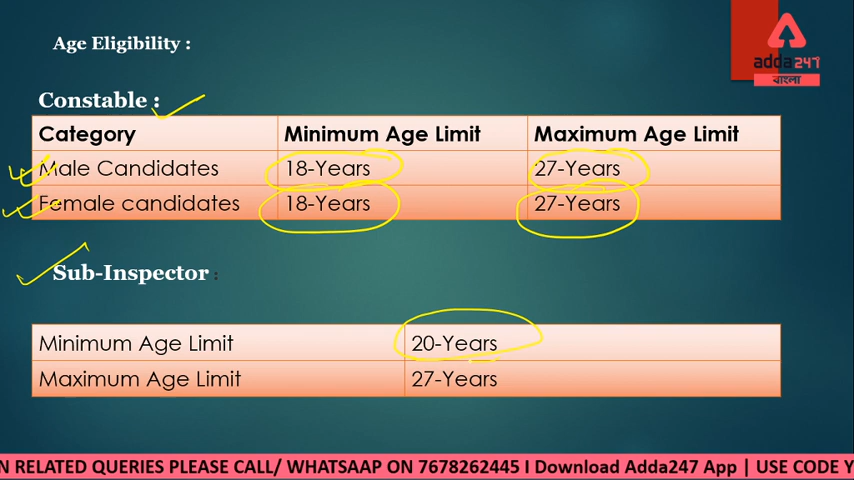 Age Eligibility :
adda247
বাংলা
Constable :
Category Minimum Age Limit Maximum Age Limit
Male Candidates 18-Years 27-Years
Female candidates 18-Years 27-Years
Sub-Inspector :
Minimum Age Limit 20-Years
Maximum Age Limit 27-Years
N RELATED QUERIES PLEASE CALL/ WHATSAAP ON 7678262445 I Download Adda247 App | USE CODE Y